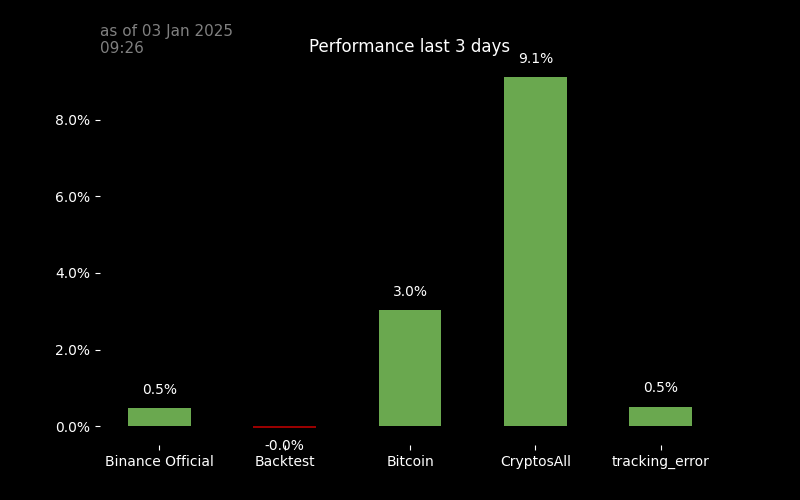 as of 03 Jan 2025
09:26
Performance last 3 days
9.1%
8.0%
6.0%
4.0%
3.0%
2.0%
0.5%
0.5%
0.0%
-0.0%
Binance Official
Backtest
Bitcoin
CryptosAll
tracking_error